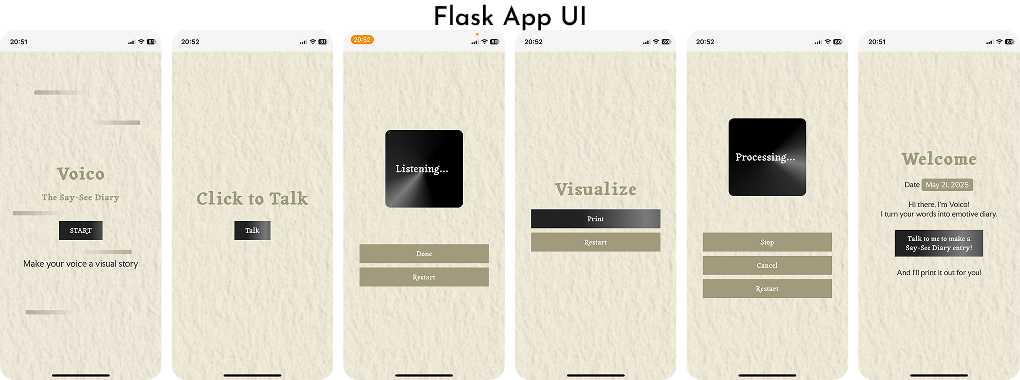 Flask App UI
20:51
Voico
The Say-See Diary
START
Make your voice a visual story
20:52
Click to Talk
Talk
20:52
Listening...
Done
Restart
20:52
Visualize
Print
Restart
20:52
Processing...
Stop
Cancel
Restart
20:51
Welcome
Date May 21, 2025
Hi there, I'm Voico!
I turn your words into emotive diary.
Talk to me to make a
Say-See Diary entry!
And I'll print it out for you!